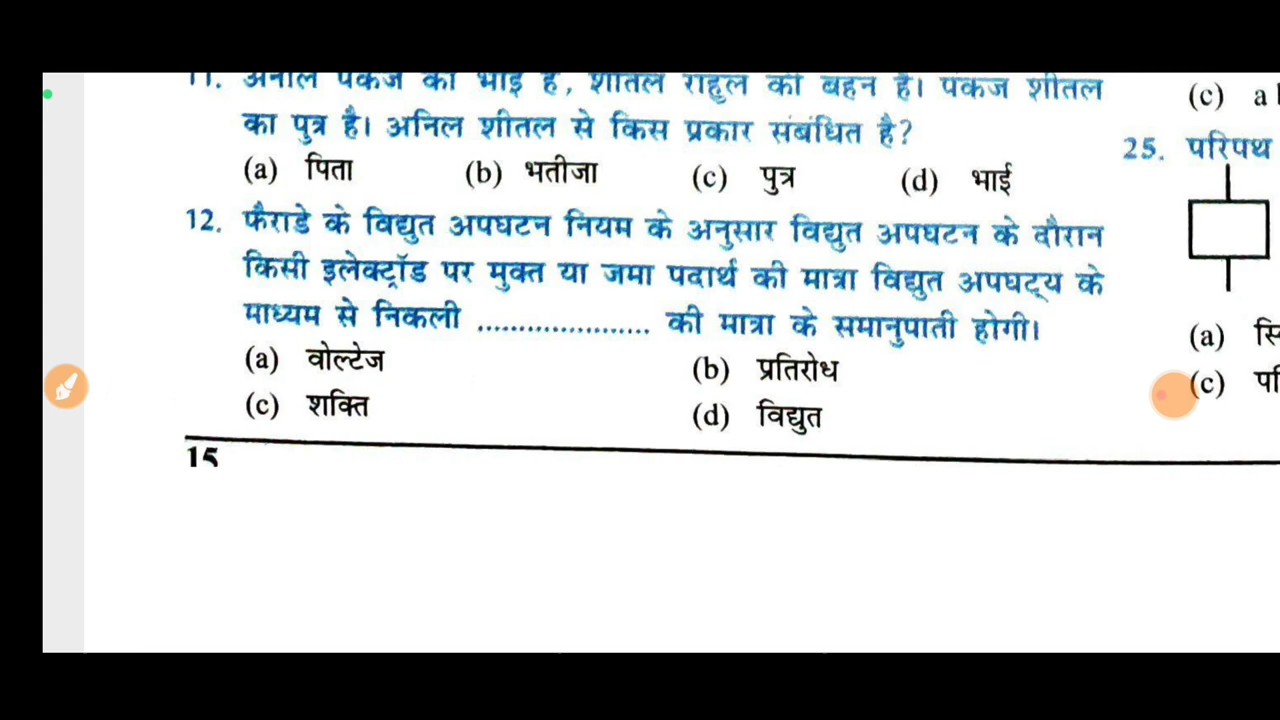 11. अनिल पंकज का भाई है, शीतल राहुल की बहन है। पंकज शीतल
का पुत्र है। अनिल शीतल से किस प्रकार संबंधित है?
(a) पिता (b) भतीजा (c) पुत्र (d) भाई
12. फैराडे के विद्युत अपघटन नियम के अनुसार विद्युत अपघटन के दौरान
किसी इलेक्ट्रॉड पर मुक्त या जमा पदार्थ की मात्रा विद्युत अपघट्य के
माध्यम से निकली ..................... की मात्रा के समानुपाती होगी।
(a) वोल्टेज (b) प्रतिरोध
(c) शक्ति (d) विद्युत
15
(c) a
25. परिपथ
(a)
(c)